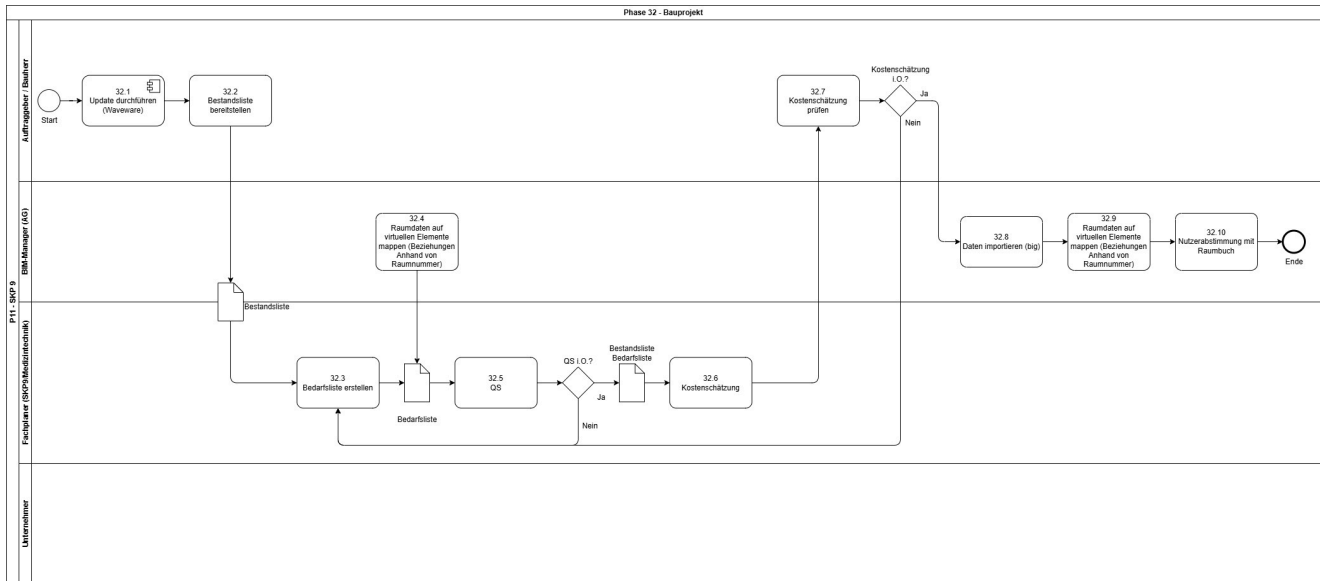 Phase 32 - Bauprojekt
P11 - SKP 9
Auftraggeber / Bauherr
Start
32.1
Update durchführen
(Waveware)
32.2
Bestandsliste
bereitstellen
32.7
Kostenschätzung
prüfen
Kostenschätzung
i.O.?
Ja
Nein
BIM-Manager (AG)
32.4
Raumdaten auf
virtuellen Elemente
mappen (Beziehungen
Anhand von
Raumnummer)
32.8
Daten importieren (big)
32.9
Raumdaten auf
virtuellen Elemente
mappen (Beziehungen
Anhand von
Raumnummer)
32.10
Nutzerabstimmung mit
Raumbuch
Ende
Bestandsliste
Fachplaner (SKP9/Medizintechnik)
32.3
Bedarfsliste erstellen
Bedarfsliste
32.5
QS
QS i.O.?
Ja
Nein
Bestandsliste
Bedarfsliste
32.6
Kostenschätzung
Unternehmer